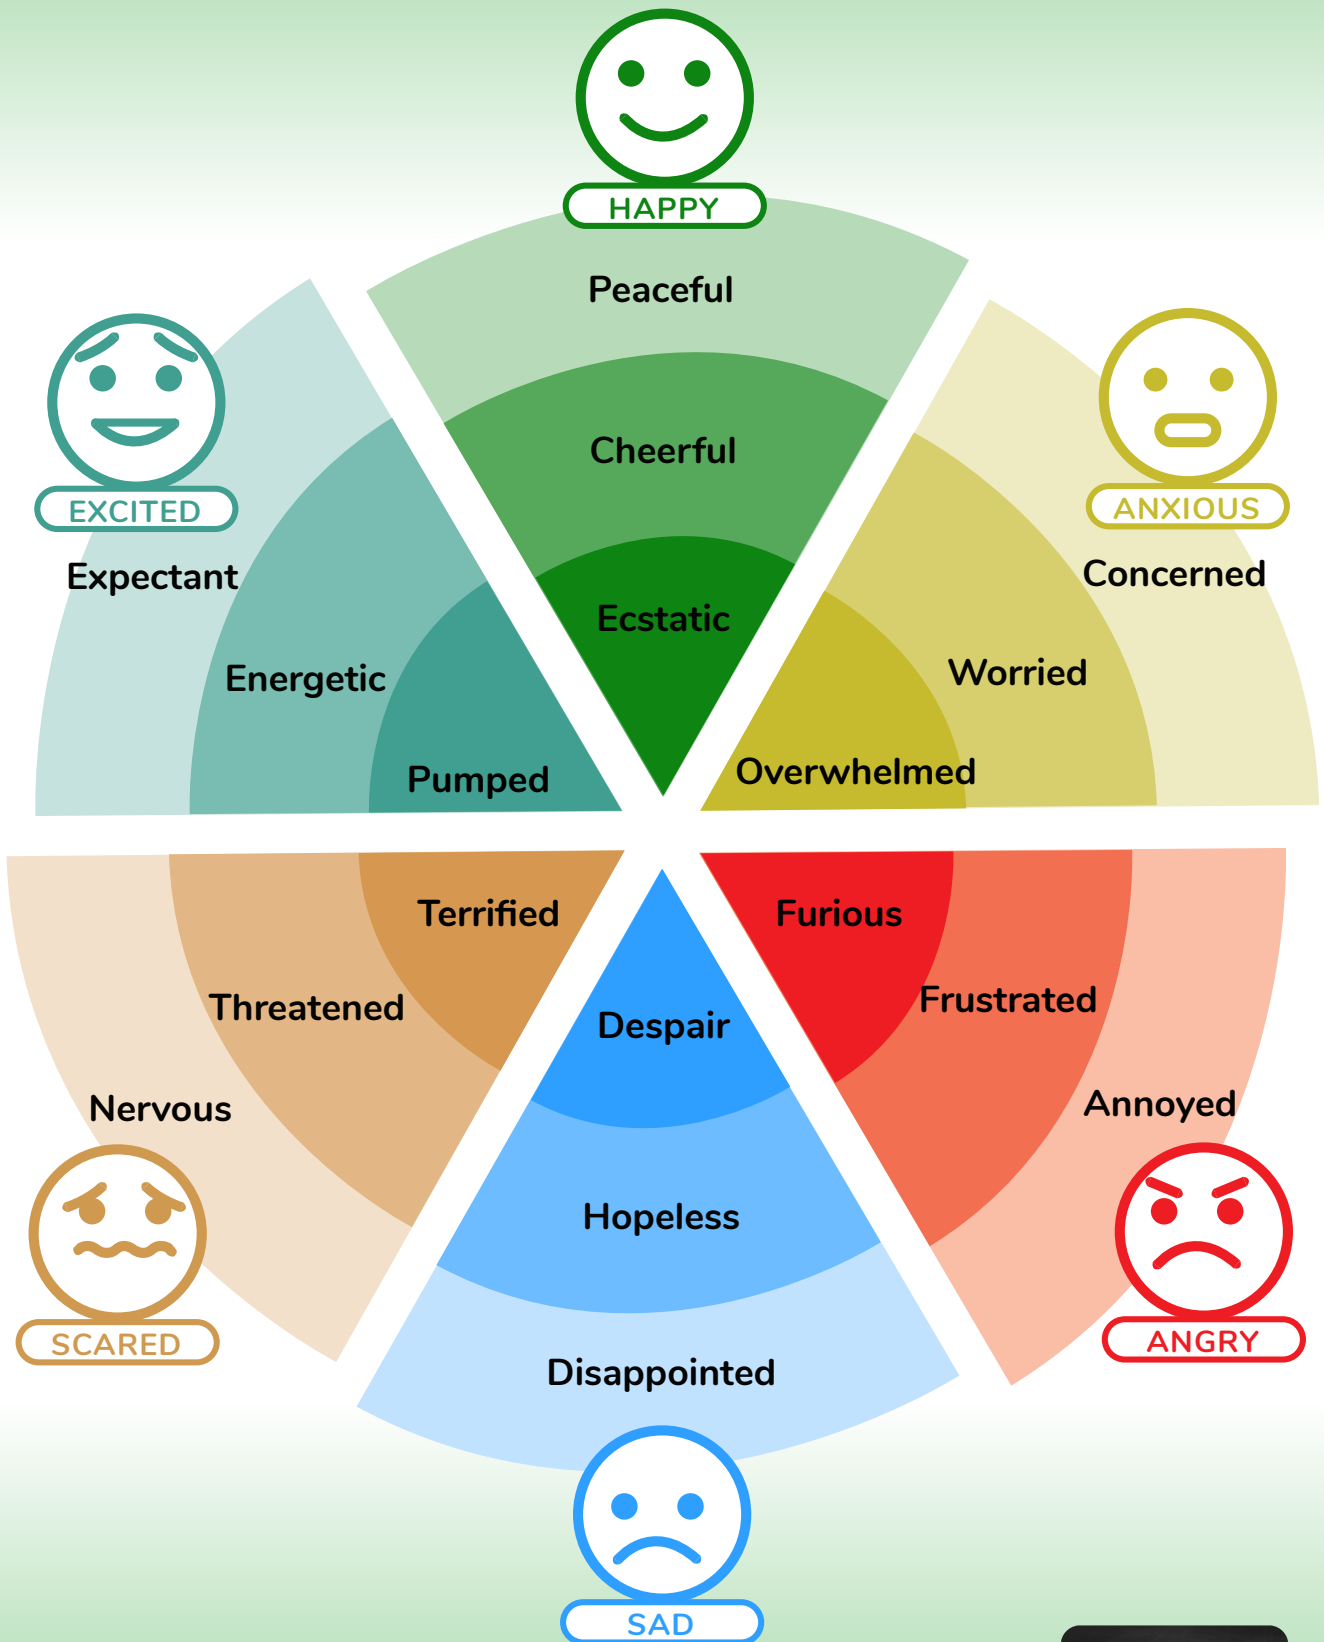 HAPPY
Peaceful
Cheerful
Ecstatic
EXCITED
Expectant
Energetic
Pumped
ANXIOUS
Concerned
Worried
Overwhelmed
Terrified
Threatened
Nervous
SCARED
Despair
Hopeless
Disappointed
SAD
Furious
Frustrated
Annoyed
ANGRY